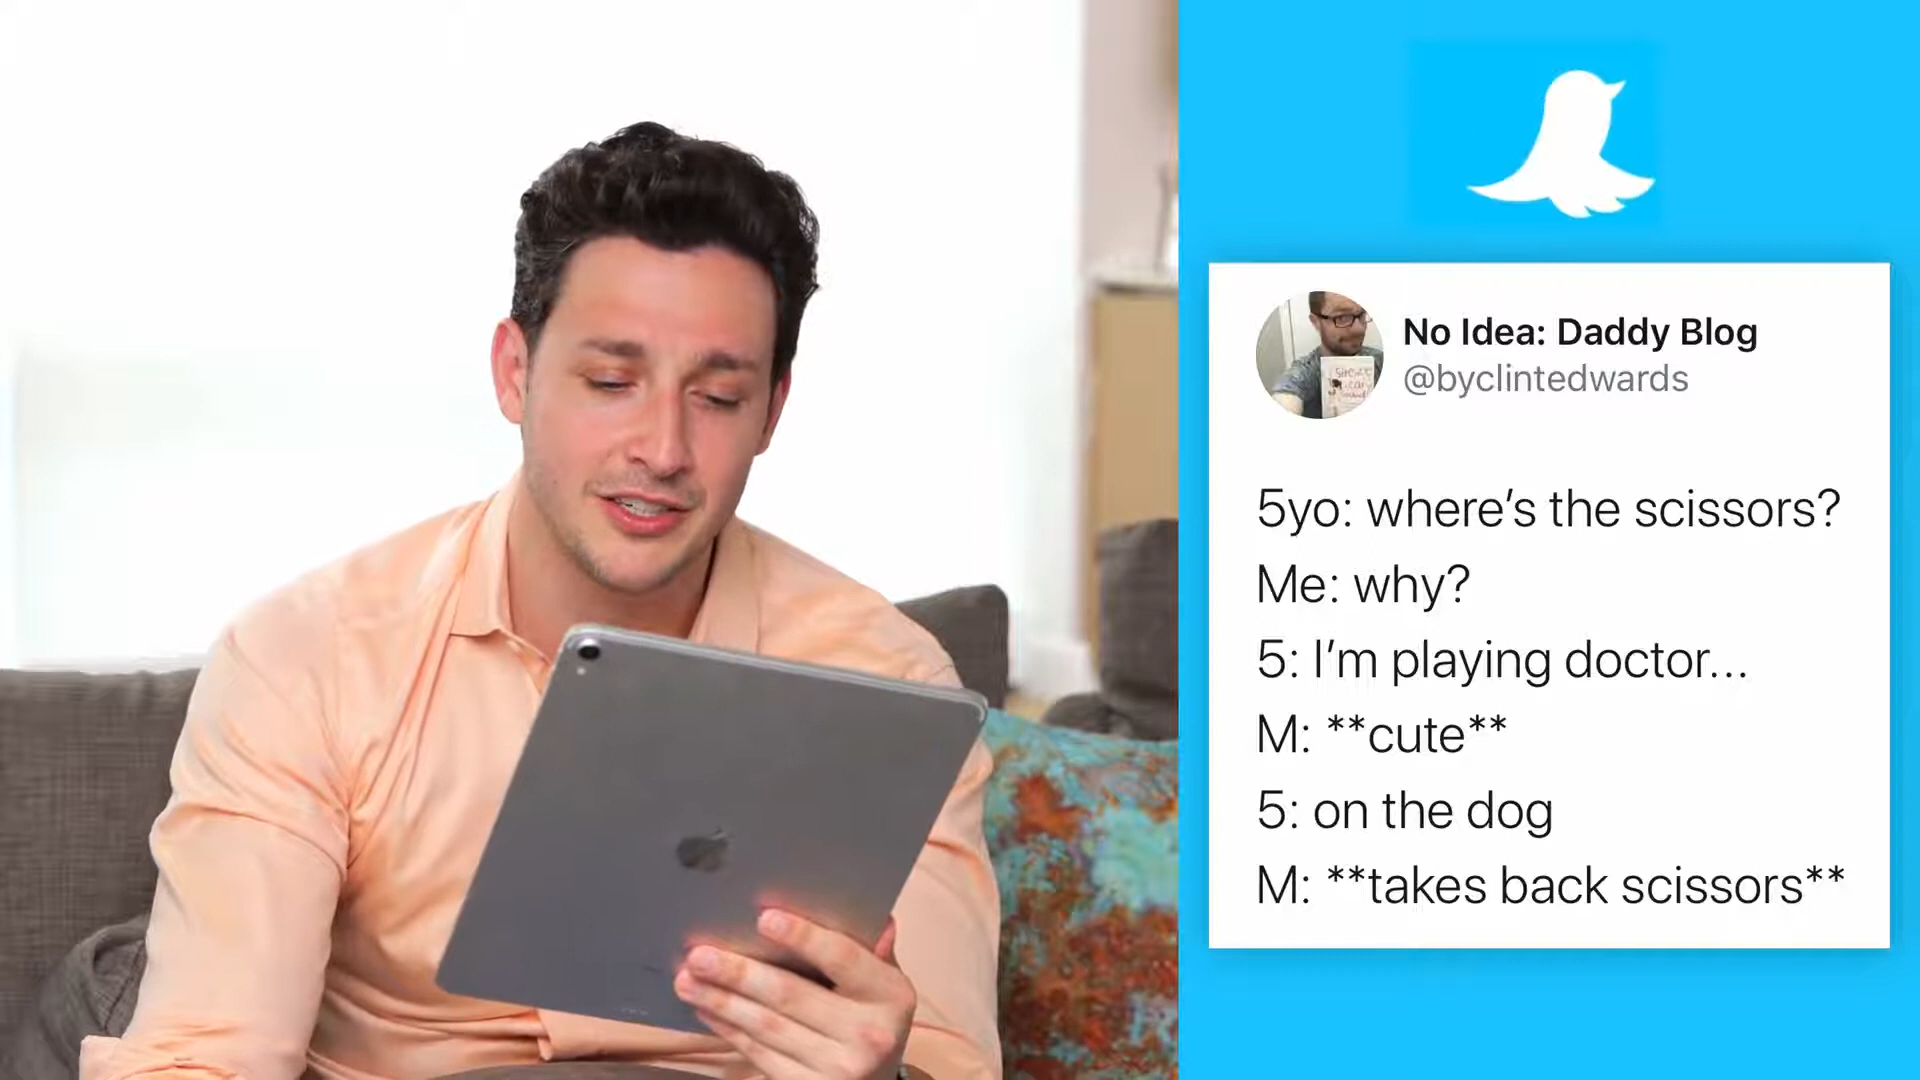 No Idea: Daddy Blog
@byclintedwards
5yo: where's the scissors?
Me: why?
5: I'm playing doctor...
M: **cute**
5: on the dog
M: **takes back scissors**